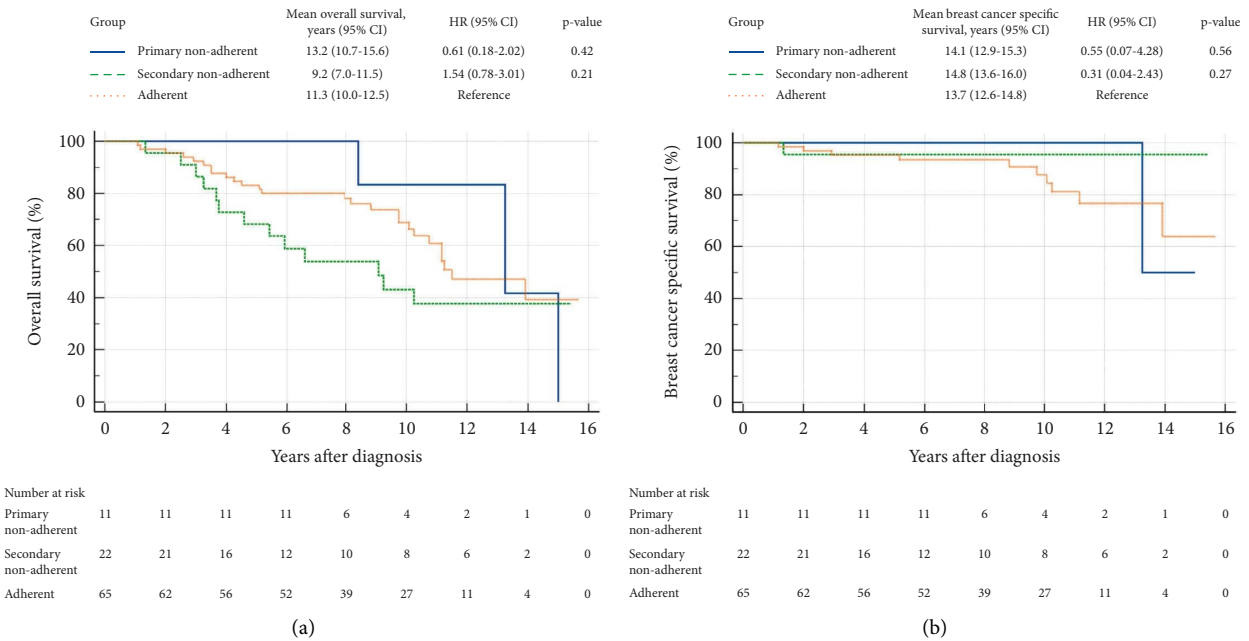 Group Mean overall survival, years (95% CI) HR (95% CI) p-value
Primary non-adherent 13.2 (10.7-15.6) 0.61 (0.18-2.02) 0.42
Secondary non-adherent 9.2 (7.0-11.5) 1.54 (0.78-3.01) 0.21
Adherent 11.3 (10.0-12.5) Reference
100
80
60
40
20
0
Overall survival (%)
0 2 4 6 8 10 12 14 16
Years after diagnosis
Number at risk
Primary non-adherent 11 11 11 11 6 4 2 1 0
Secondary non-adherent 22 21 16 12 10 8 6 2 0
Adherent 65 62 56 52 39 27 11 4 0
(a)
Group Mean breast cancer specific survival, years (95% CI) HR (95% CI) p-value
Primary non-adherent 14.1 (12.9-15.3) 0.55 (0.07-4.28) 0.56
Secondary non-adherent 14.8 (13.6-16.0) 0.31 (0.04-2.43) 0.27
Adherent 13.7 (12.6-14.8) Reference
100
80
60
40
20
0
Breast cancer specific survival (%)
0 2 4 6 8 10 12 14 16
Years after diagnosis
Number at risk
Primary non-adherent 11 11 11 11 6 4 2 1 0
Secondary non-adherent 22 21 16 12 10 8 6 2 0
Adherent 65 62 56 52 39 27 11 4 0
(b)